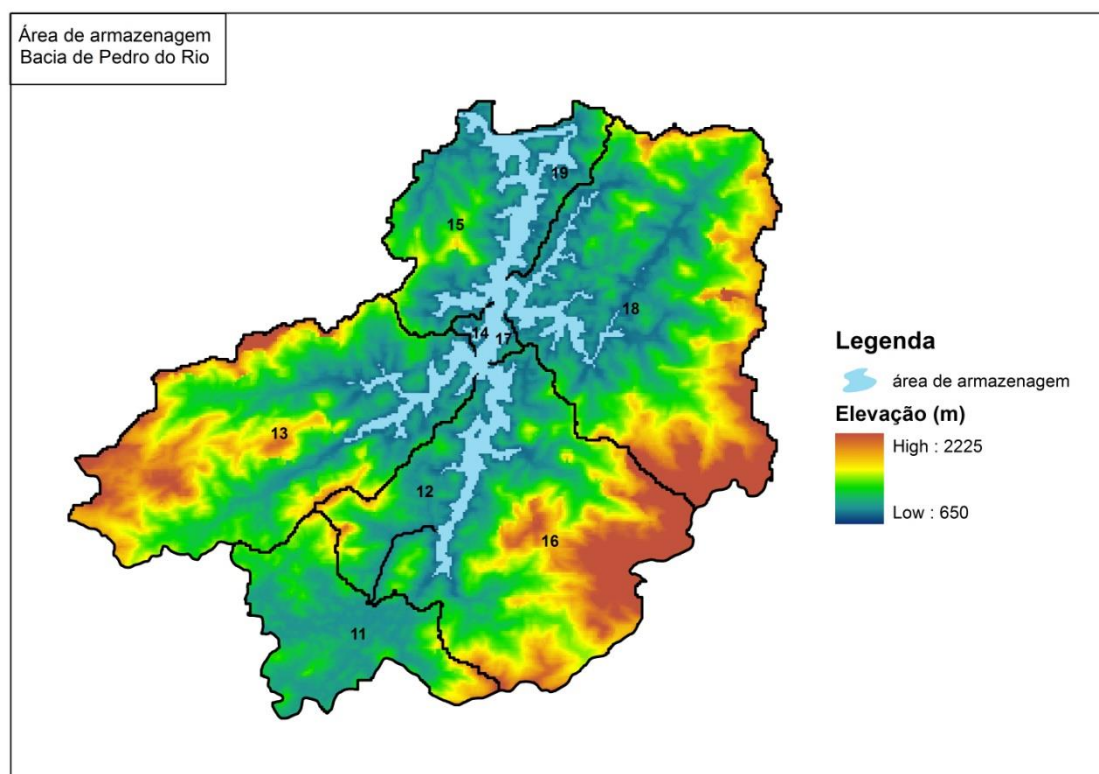 Área de armazenagem
Bacia de Pedro do Rio
19
15
18
14
17
13
12
16
11
Legenda
área de armazenagem
Elevação (m)
High : 2225
Low : 650